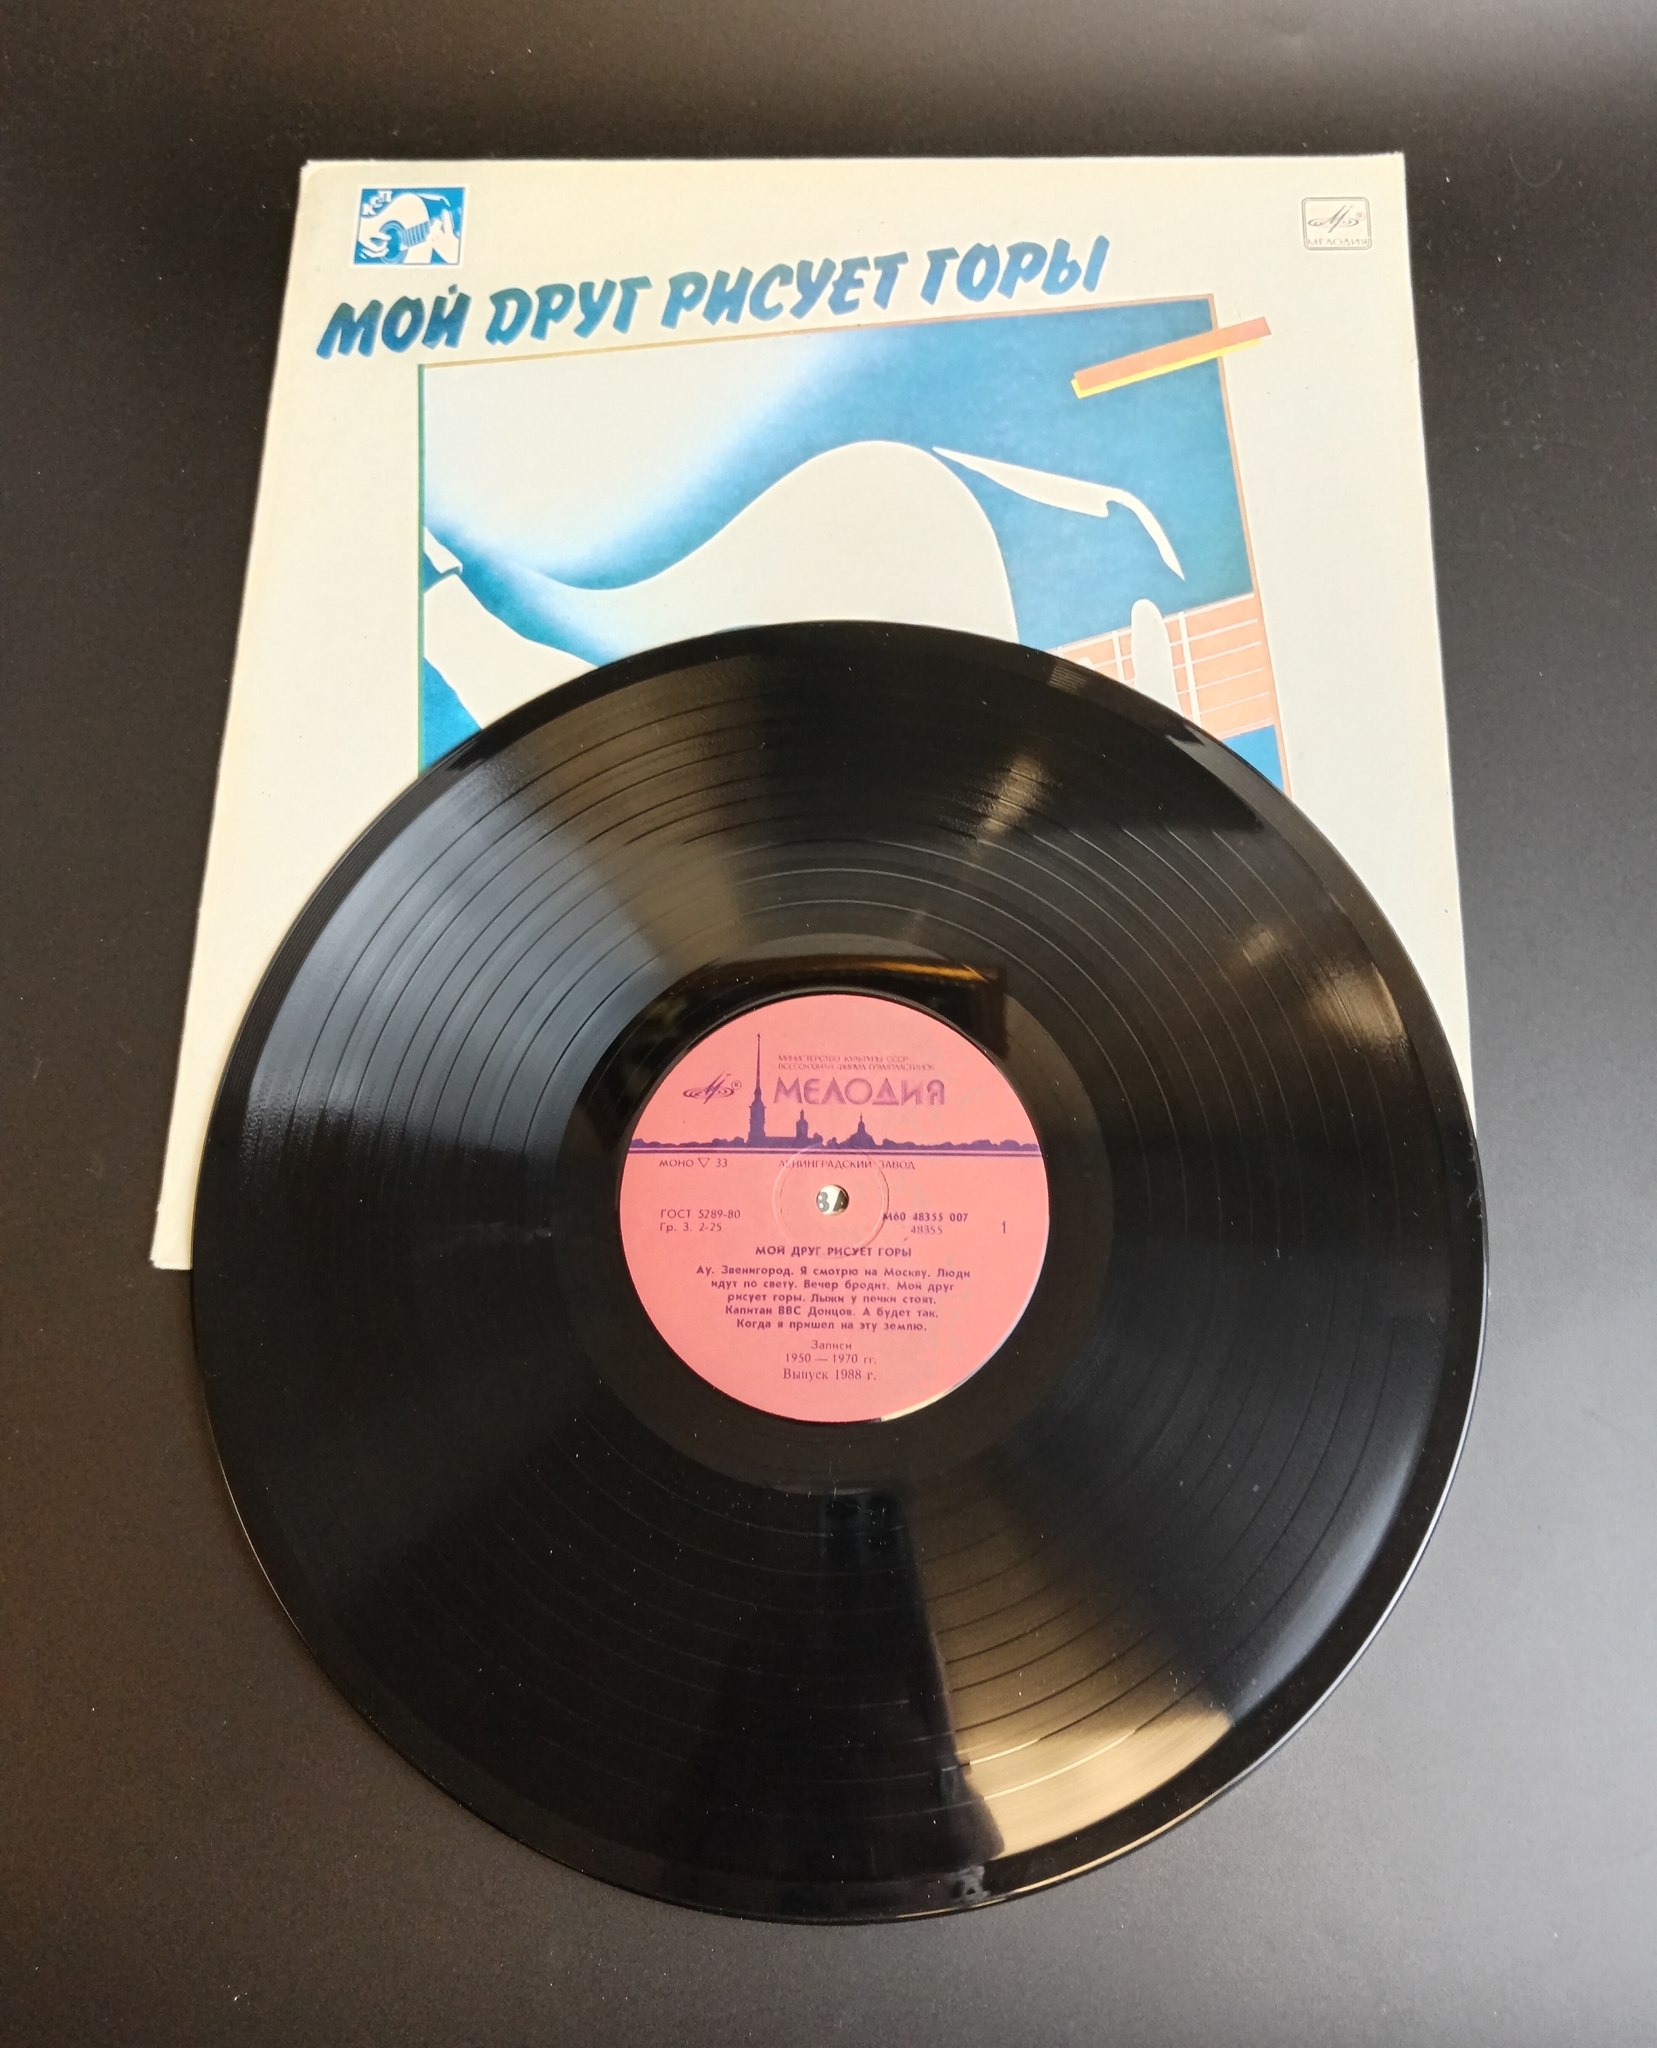 КСП
МЕЛОДИЯ
МОЙ ДРУГ РИСУЕТ ГОРЫ
МИНИСТЕРСТВО КУЛЬТУРЫ СССР
ВСЕСОЮЗНАЯ ФИРМА ГРАМПЛАСТИНОК
МЕЛОДИЯ
МОНО 33 ЛЕНИНГРАДСКИЙ ЗАВОД
ГОСТ 5289-80 М60 48355 007
Гр. 3. 2-25 48355 1
МОЙ ДРУГ РИСУЕТ ГОРЫ
Ау. Звенигород. Я смотрю на Москву. Люди
идут по свету. Вечер бродит. Мой друг
рисует горы. Лыжи у печки стоят.
Капитан ВВС Донцов. А будет так.
Когда я пришел на эту землю.
Записи
1950 — 1970 гг.
Выпуск 1988 г.